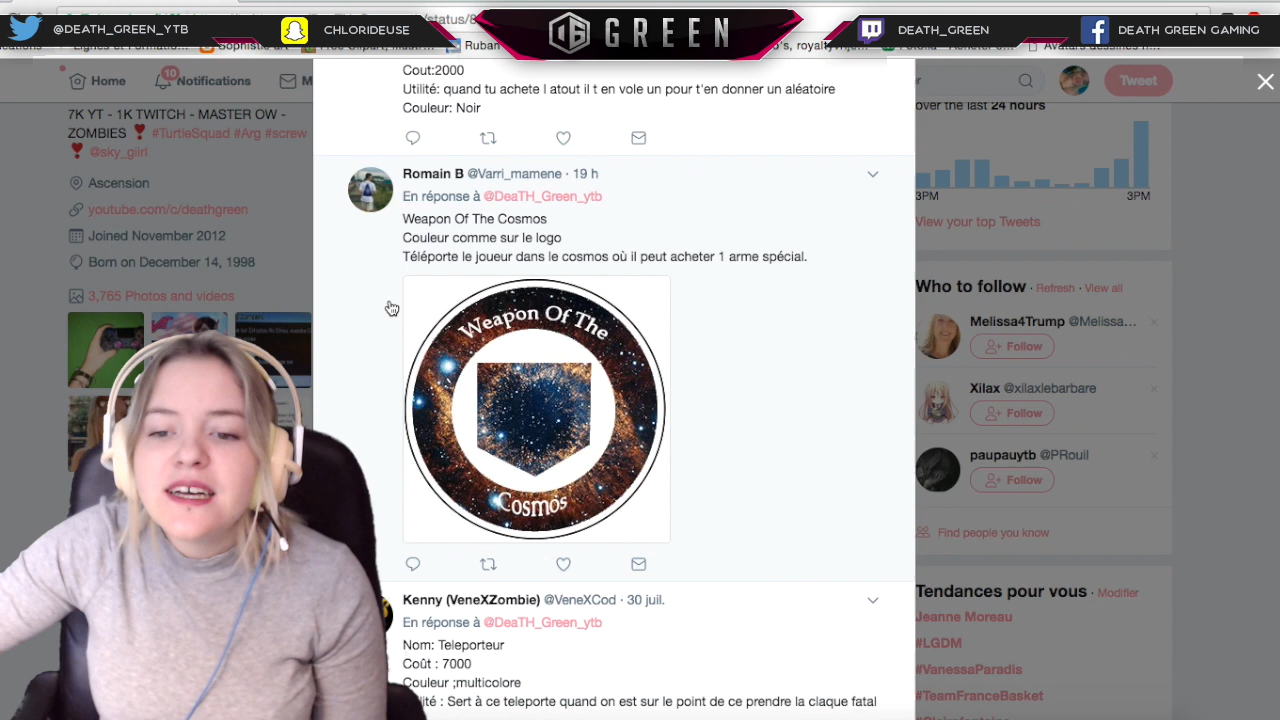 @DEATH_GREEN_YTB
CHLORIDEUSE
GREEN
DEATH_GREEN
DEATH GREEN GAMING
/status/8
Ruban
Home
10
Notifications
M
Tweet
7K YT - 1K TWITCH - MASTER OW -
ZOMBIES ❣ #TurtleSquad #Arg #screw
❣ @sky_giirl
Ascension
youtube.com/c/deathgreen
Joined November 2012
Born on December 14, 1998
3,765 Photos and videos
Cout:2000
Utilité: quand tu achete l atout il t en vole un pour t'en donner un aléatoire
Couleur: Noir
Romain B @Varri_mamene · 19 h
En réponse à @DeaTH_Green_ytb
Weapon Of The Cosmos
Couleur comme sur le logo
Téléporte le joueur dans le cosmos où il peut acheter 1 arme spécial.
Weapon Of The
Cosmos
Kenny (VeneXZombie) @VeneXCod · 30 juil.
En réponse à @DeaTH_Green_ytb
Nom: Teleporteur
Coût : 7000
Couleur ;multicolore
ilité : Sert à ce teleporte quand on est sur le point de ce prendre la claque fatal
over the last 24 hours
3PM
3PM
View your top Tweets
Who to follow · Refresh · View all
Melissa4Trump @Melissa...
Follow
Xilax @xilaxlebarbare
Follow
paupauytb @PRouil
Follow
Find people you know
Tendances pour vous · Modifier
Jeanne Moreau
#LGDM
#VanessaParadis
#TeamFranceBasket